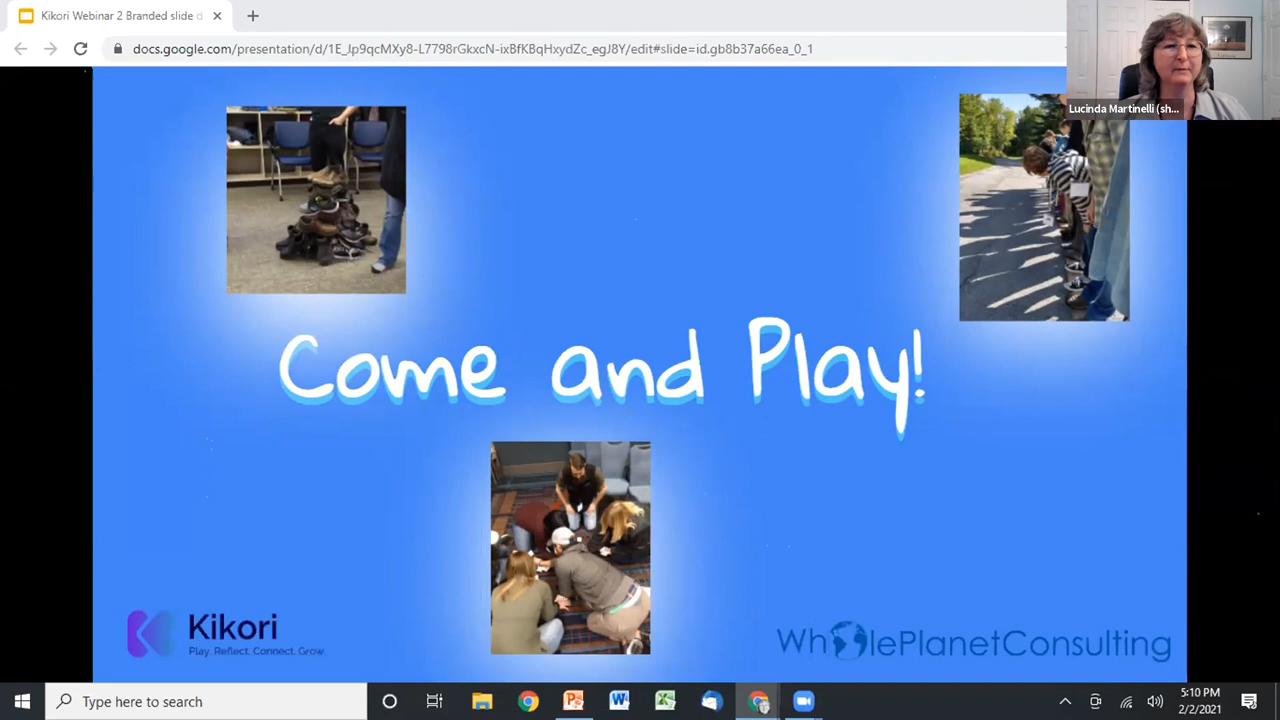 Kikori Webinar 2 Branded slide d
docs.google.com/presentation/d/1E_Jp9qcMXy8-L7798rGkxcN-ixBfKBqHxydZc_egJ8Y/edit#slide=id.gb8b37a66ea_0_1
Lucinda Martinelli (sh...
Come and Play!
Kikori
Play. Reflect. Connect. Grow.
WholePlanetConsulting
Type here to search
5:10 PM
2/2/2021